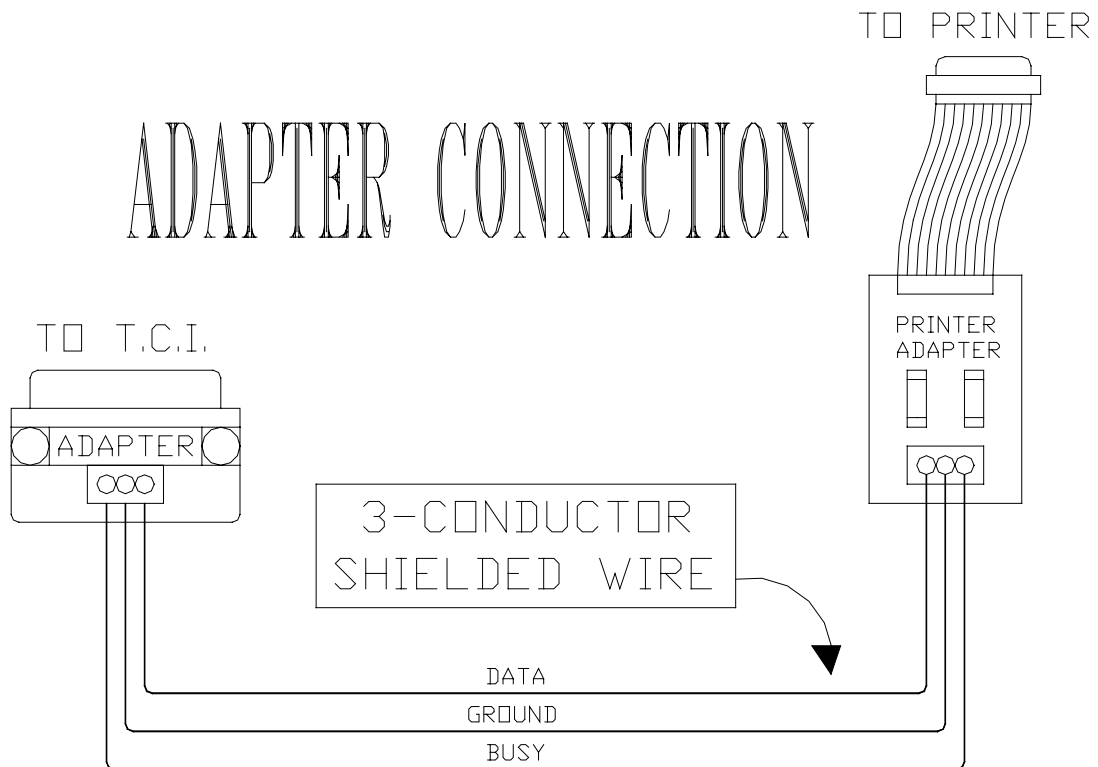 TO PRINTER
ADAPTER CONNECTION
TO T.C.I.
PRINTER
ADAPTER
ADAPTER
3-CONDUCTOR
SHIELDED WIRE
DATA
GROUND
BUSY